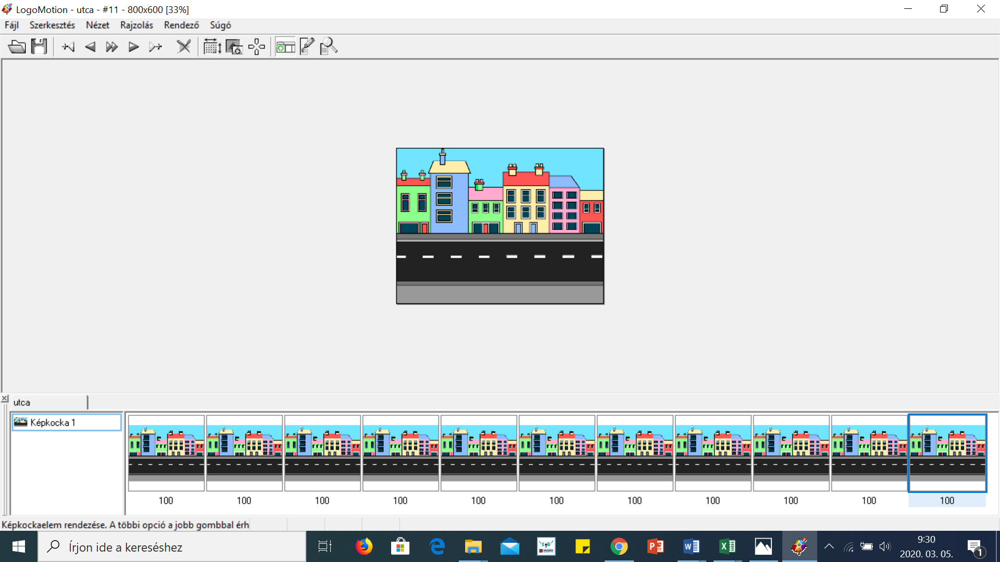 LogoMotion - utca - #11 - 800x600 [33%]
Fájl Szerkesztés Nézet Rajzolás Rendező Súgó
utca
Képkocka 1
100 100 100 100 100 100 100 100 100 100 100
Képkockaelem rendezése. A többi opció a jobb gombbal érh
Írjon ide a kereséshez
9:30
2020. 03. 05.
1